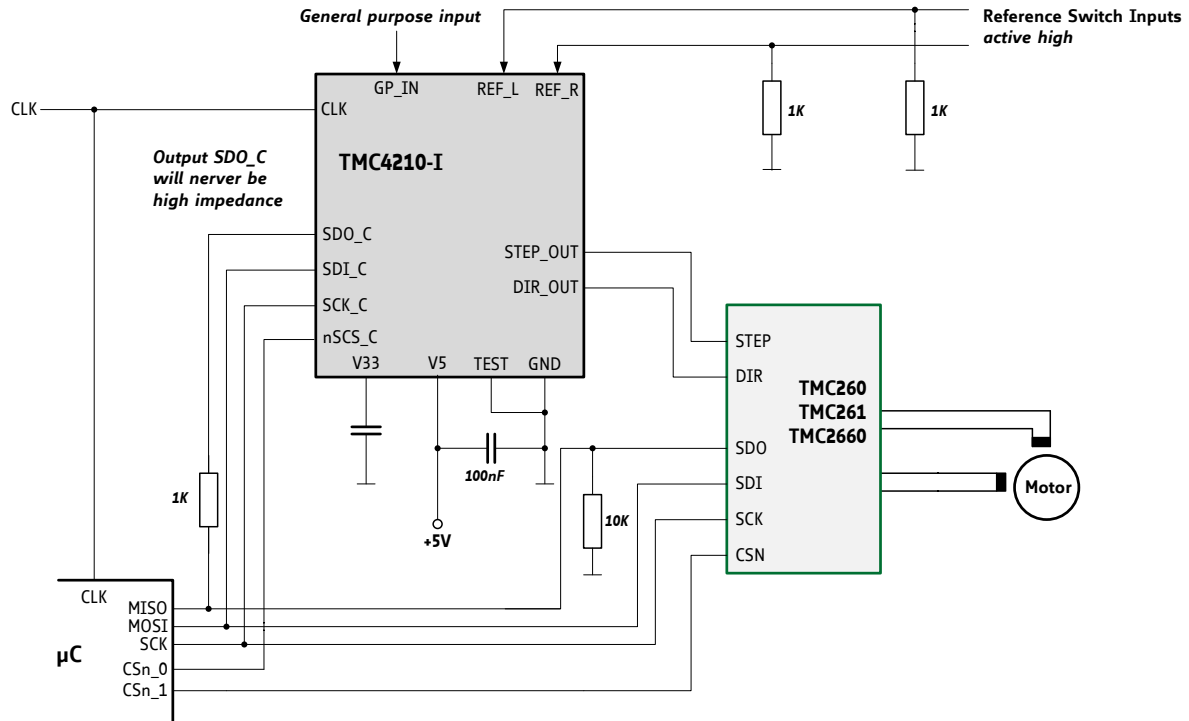 General purpose input
Reference Switch Inputs
active high
GP_IN
REF_L
REF_R
CLK
CLK
1K
1K
Output SDO_C
will nerver be
high impedance
TMC4210-I
SDO_C
SDI_C
SCK_C
nSCS_C
STEP_OUT
DIR_OUT
V33
V5
TEST
GND
100nF
+5V
1K
10K
STEP
DIR
TMC260
TMC261
TMC2660
SDO
SDI
SCK
CSN
Motor
CLK
MISO
MOSI
SCK
µC
CSn_0
CSn_1